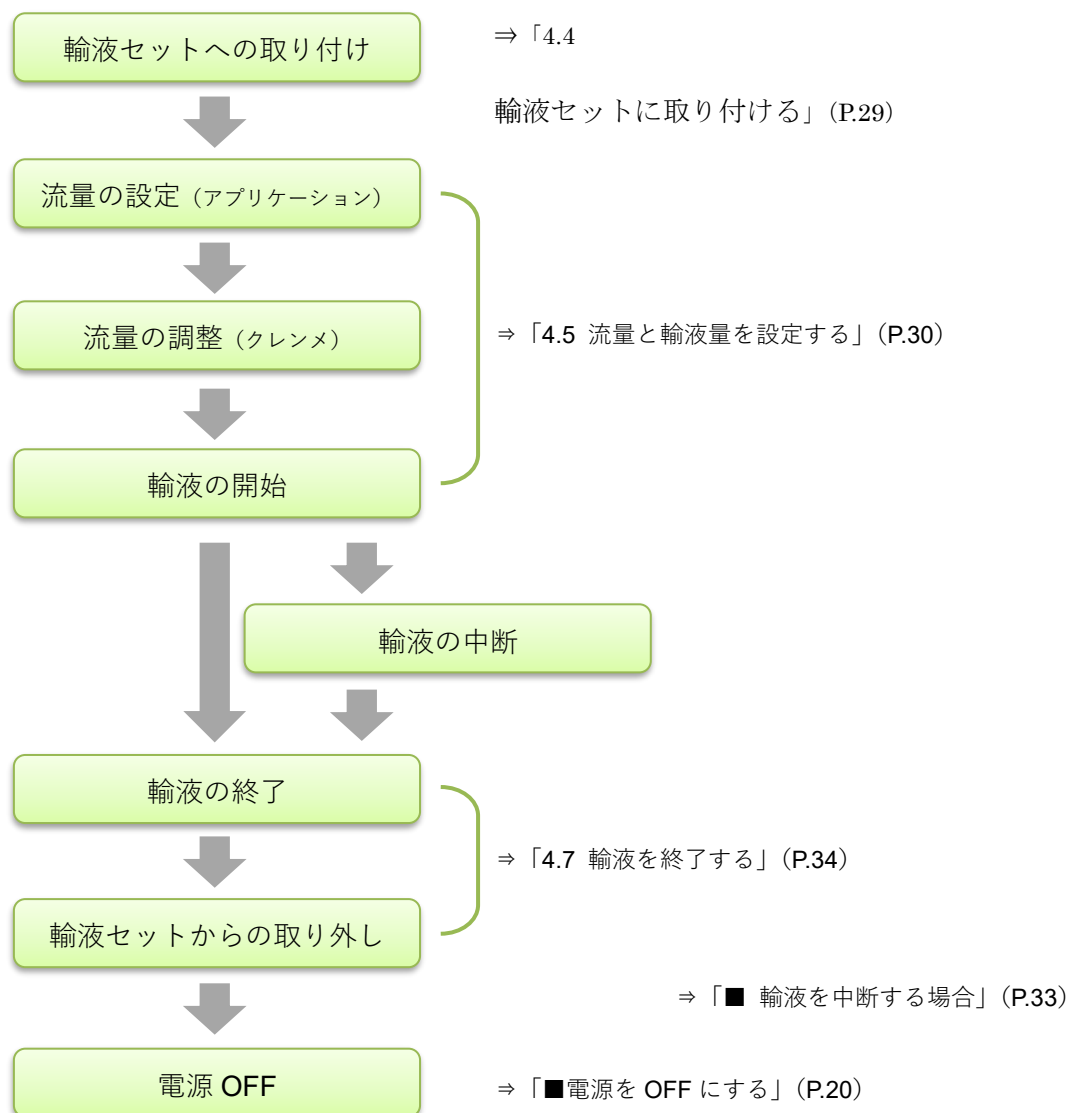 輸液セットへの取り付け
⇒「4.4
輸液セットに取り付ける」(P.29)
流量の設定（アプリケーション）
流量の調整（クレンメ）
⇒「4.5 流量と輸液量を設定する」（P.30）
輸液の開始
輸液の中断
輸液の終了
⇒「4.7 輸液を終了する」（P.34）
輸液セットからの取り外し
⇒「■ 輸液を中断する場合」（P.33）
電源 OFF
⇒「■電源を OFF にする」（P.20）